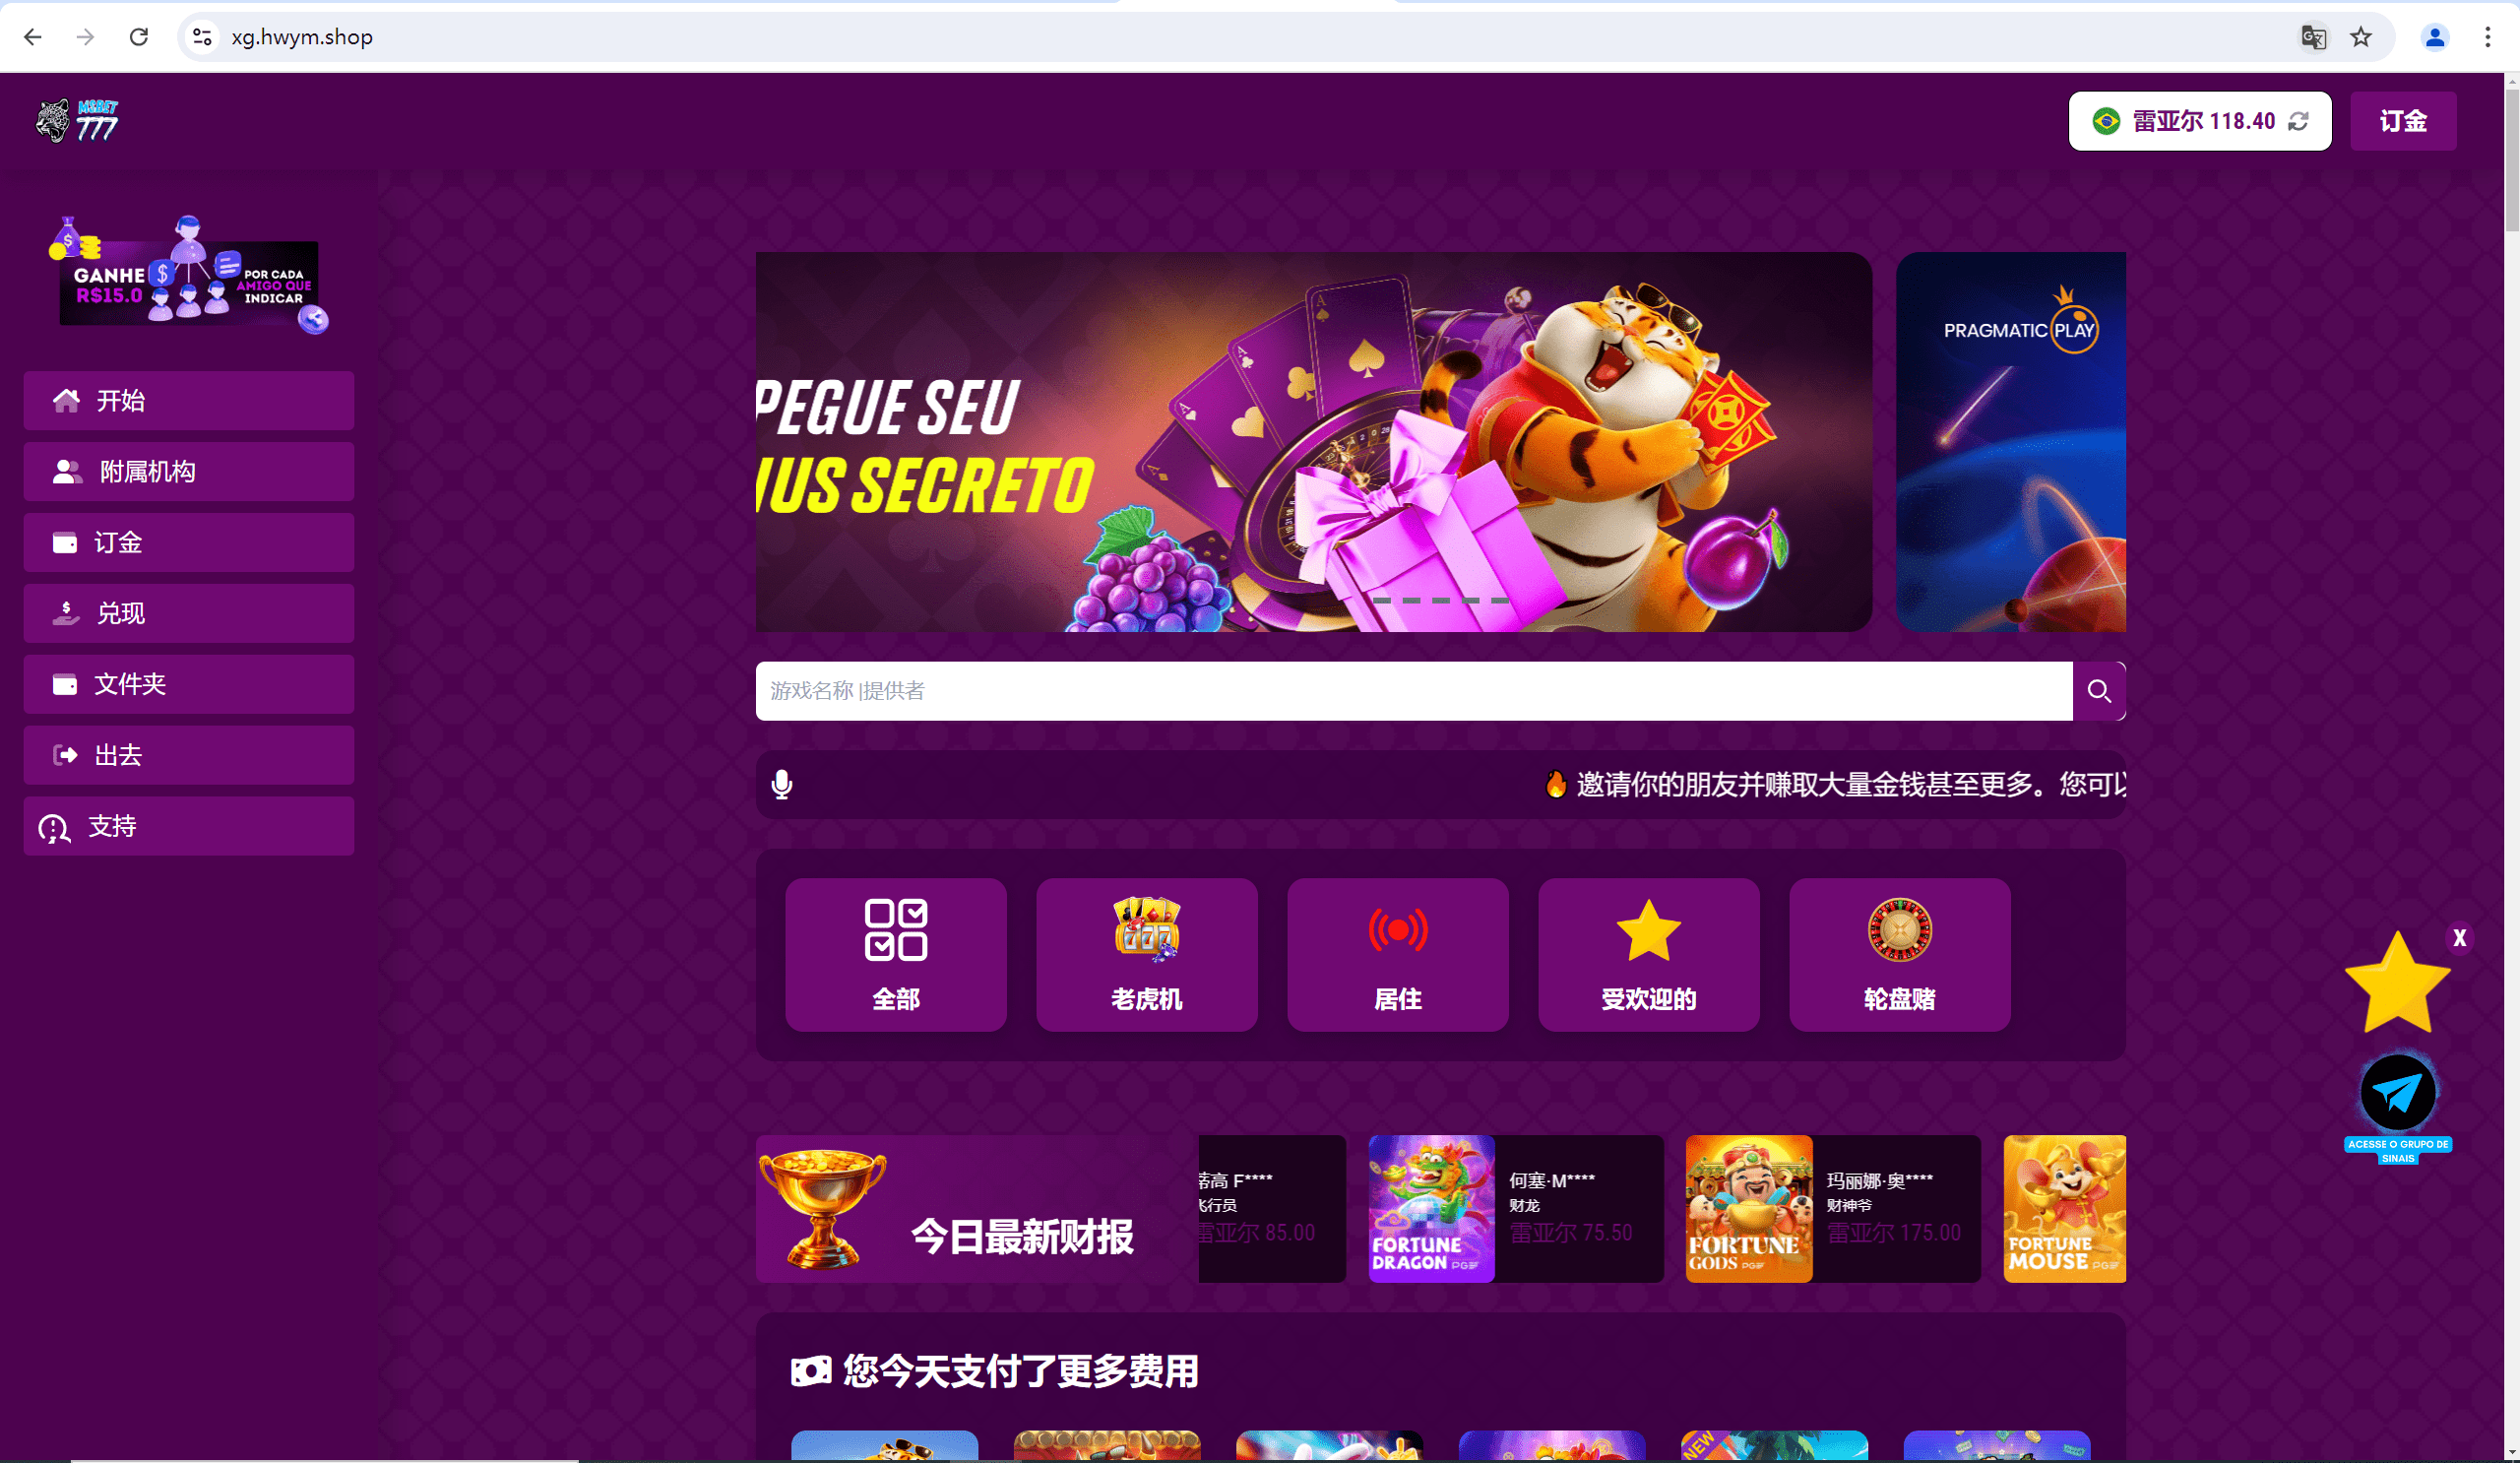 xg.hwym.shop
MSBET
777
雷亚尔 118.40
订金
GANHE
R$15.0
POR CADA
AMIGO QUE
INDICAR
开始
附属机构
订金
兑现
文件夹
出去
支持
PEGUE SEU
NUS SECRETO
PRAGMATIC PLAY
游戏名称 |提供者
邀请你的朋友并赚取大量金钱甚至更多。您可以
全部
老虎机
居住
受欢迎的
轮盘赌
X
ACESSE O GRUPO DE
SINAIS
今日最新财报
蒂高 F****
飞行员
雷亚尔 85.00
FORTUNE
DRAGON PG
何塞·M****
财龙
雷亚尔 75.50
FORTUNE
GODS PG
玛丽娜·奥****
财神爷
雷亚尔 175.00
FORTUNE
MOUSE PG
您今天支付了更多费用
NEW